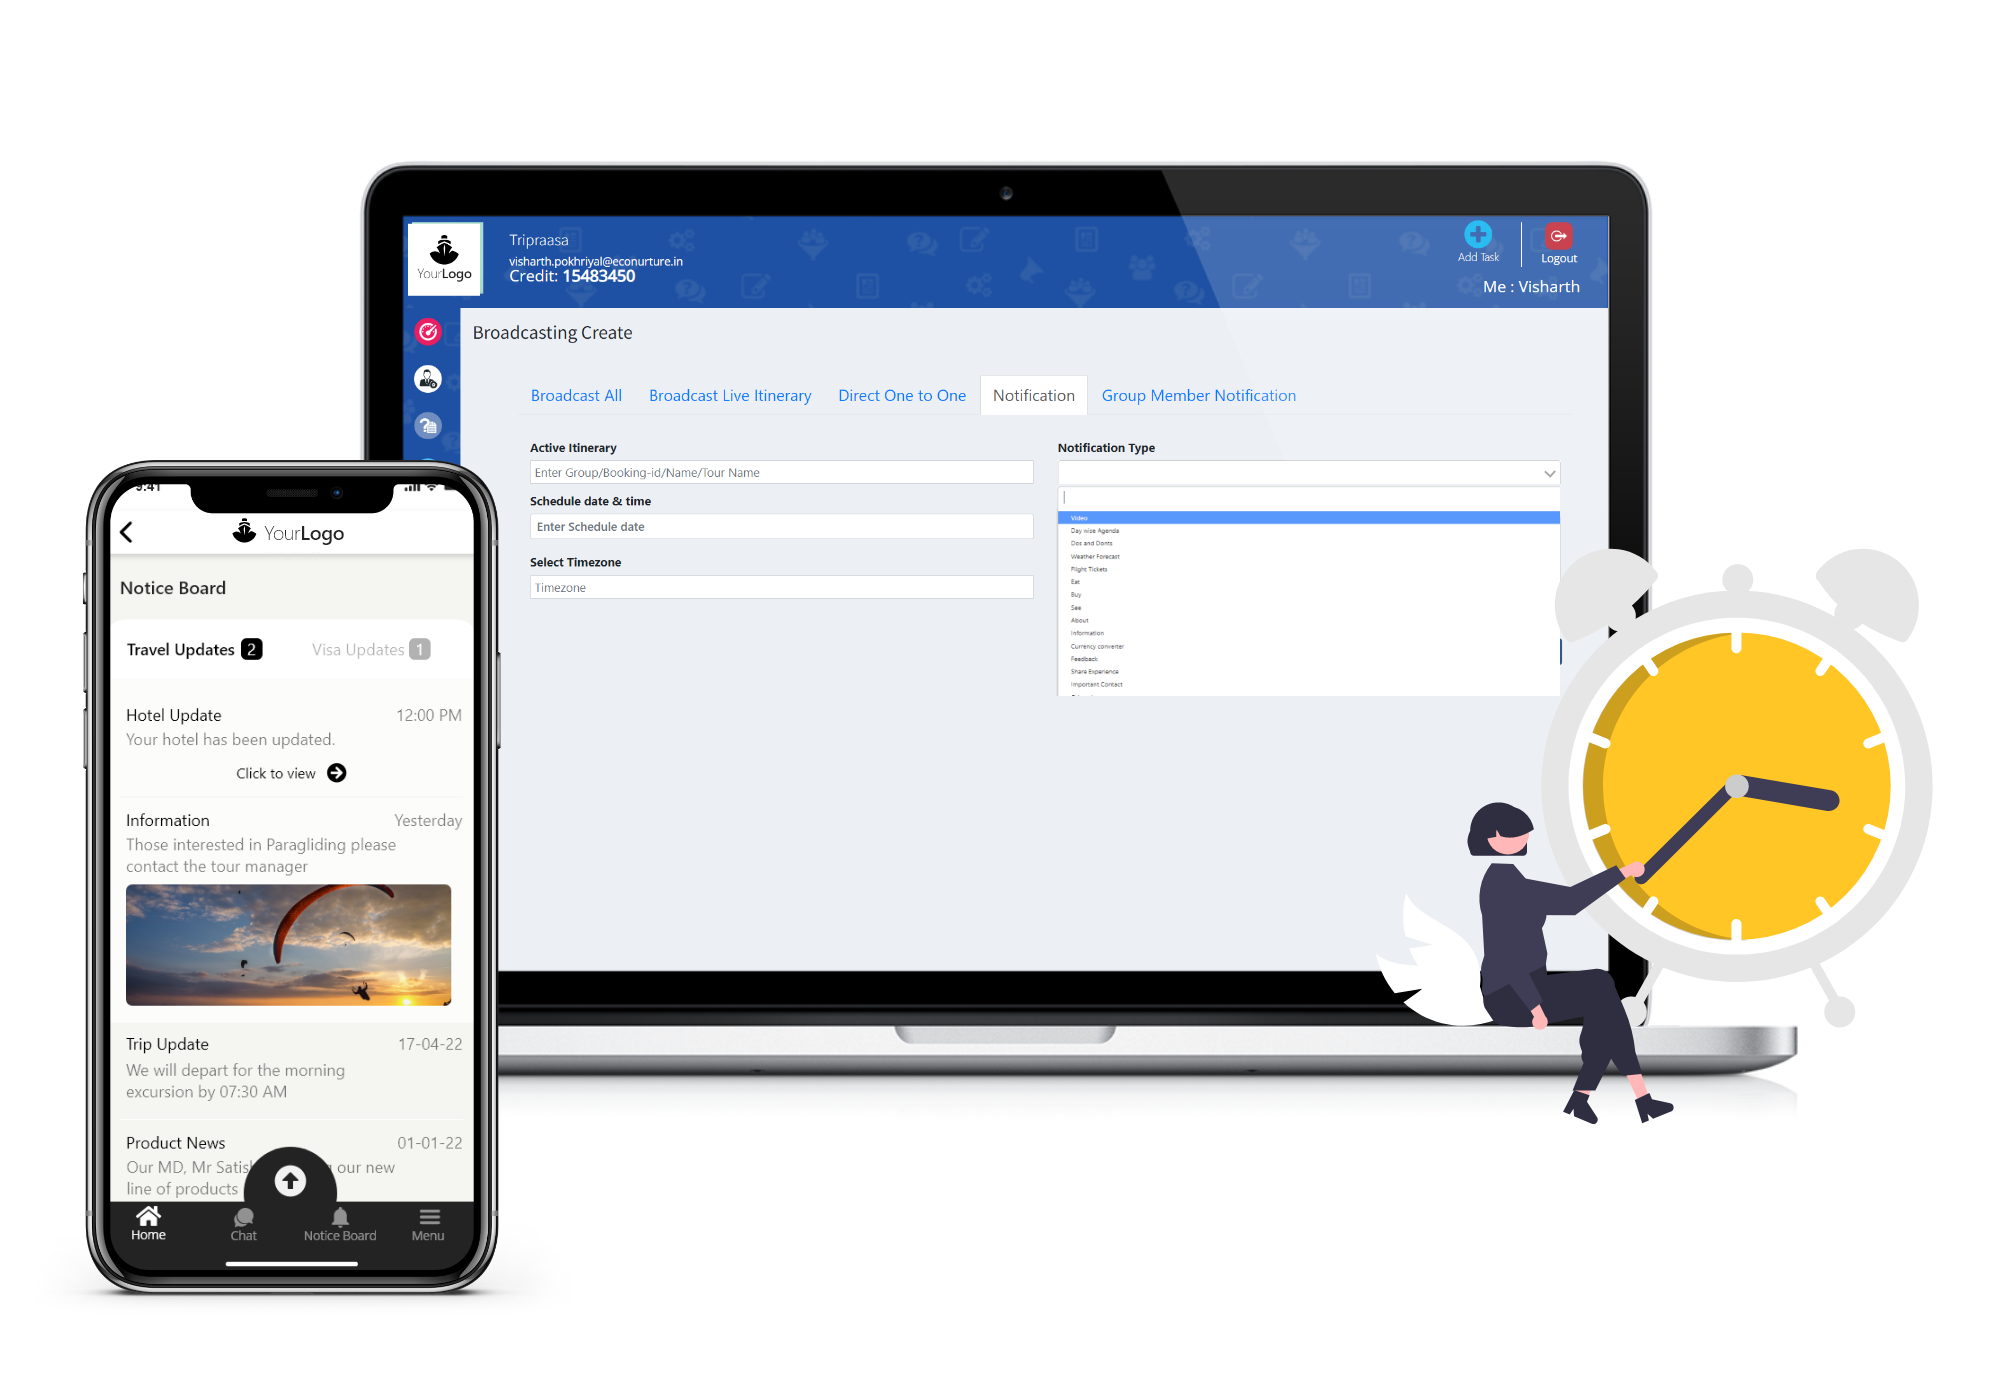 YourLogo
Tripraasa
visharth.pokhriyal@econurture.in
Credit: 15483450
Add Task
Logout
Me : Visharth
Broadcasting Create
Broadcast All
Broadcast Live Itinerary
Direct One to One
Notification
Group Member Notification
Active Itinerary
Enter Group/Booking-id/Name/Tour Name
Schedule date & time
Enter Schedule date
Select Timezone
Timezone
Notification Type
Video
Day wise Agenda
Dos and Donts
Weather Forecast
Flight Tickets
Eat
Buy
See
About
Information
Currency converter
Feedback
Share Experience
Important Contact
9:41
YourLogo
Notice Board
Travel Updates 2
Visa Updates 1
Hotel Update
12:00 PM
Your hotel has been updated.
Click to view
Information
Yesterday
Those interested in Paragliding please
contact the tour manager
Trip Update
17-04-22
We will depart for the morning
excursion by 07:30 AM
Product News
01-01-22
Our MD, Mr our new
line of products
Home
Chat
Notice Board
Menu